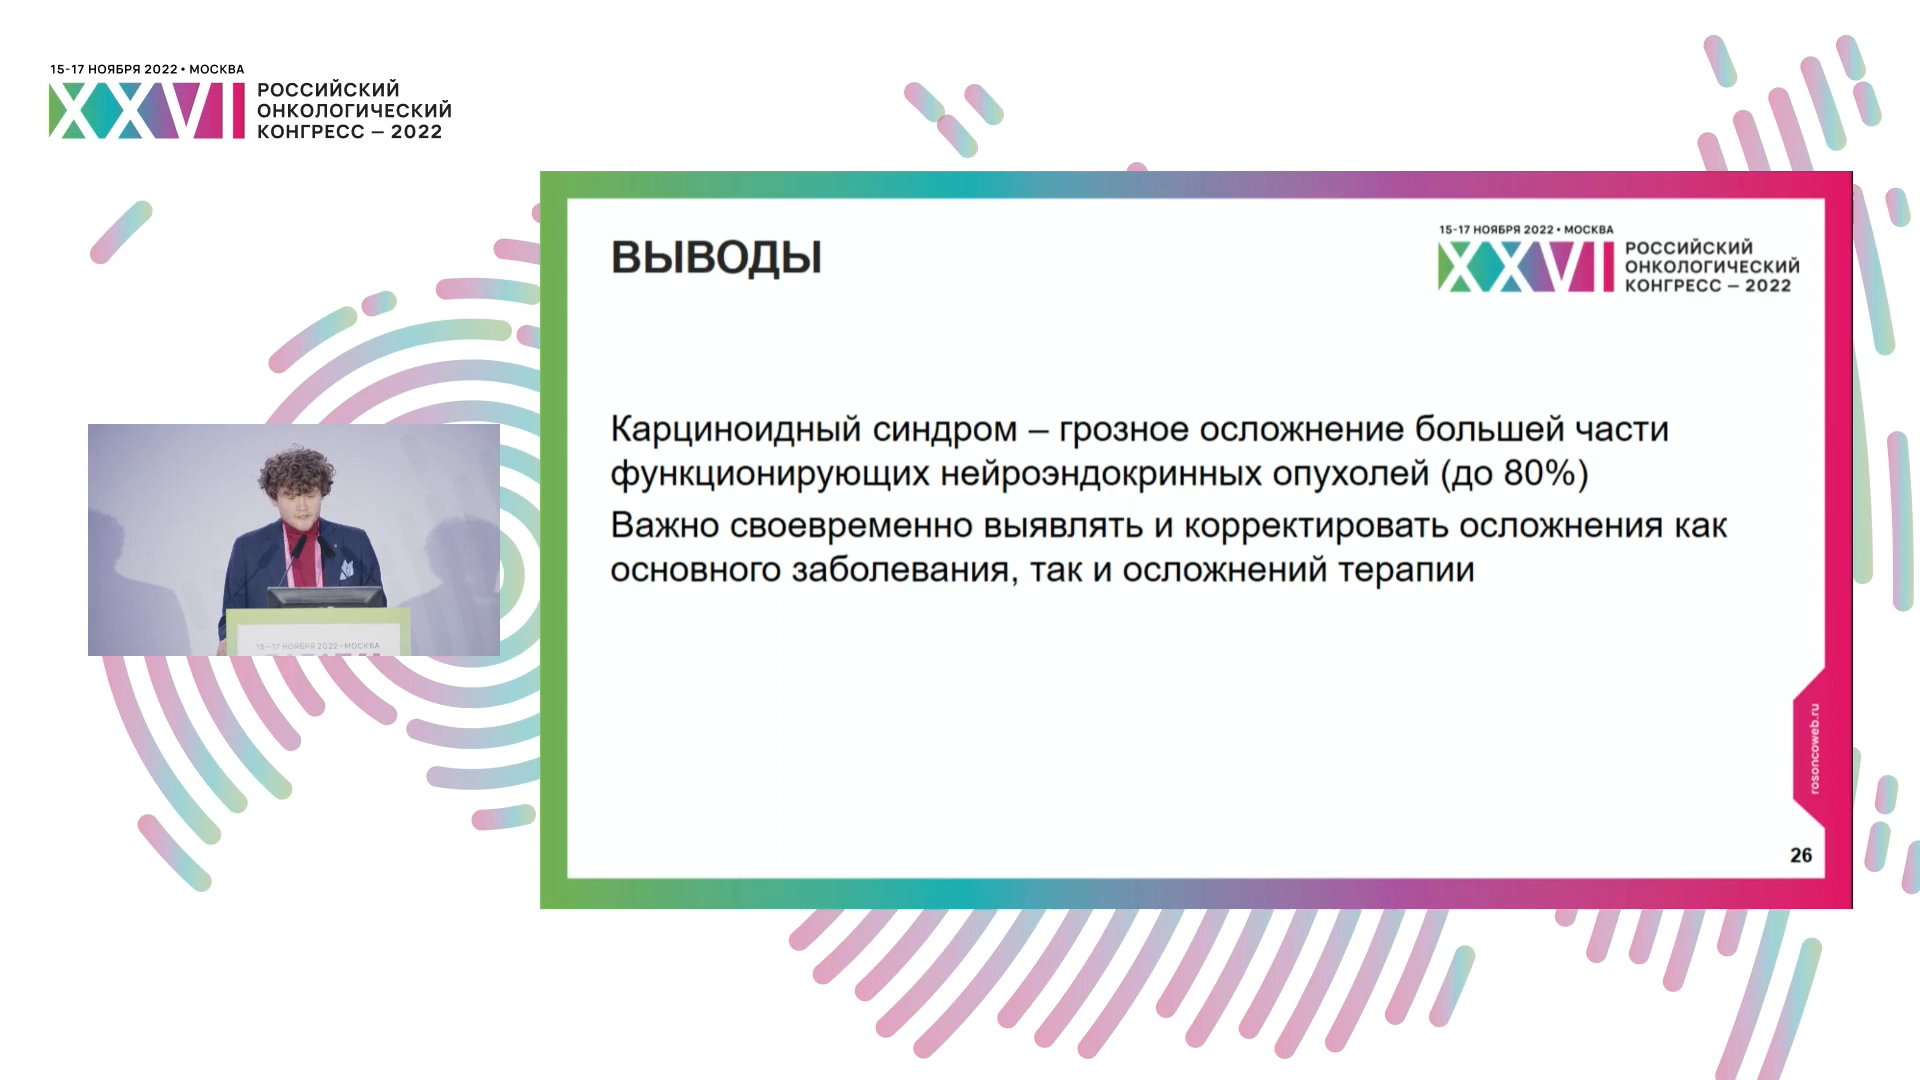 15-17 НОЯБРЯ 2022 • МОСКВА
XXVI
РОССИЙСКИЙ
ОНКОЛОГИЧЕСКИЙ
КОНГРЕСС – 2022
ВЫВОДЫ
15-17 НОЯБРЯ 2022 • МОСКВА
XXVI
РОССИЙСКИЙ
ОНКОЛОГИЧЕСКИЙ
КОНГРЕСС – 2022
Карциноидный синдром – грозное осложнение большей части
функционирующих нейроэндокринных опухолей (до 80%)
Важно своевременно выявлять и корректировать осложнения как
основного заболевания, так и осложнений терапии
15–17 НОЯБРЯ 2022 • МОСКВА
rosoncoweb.ru
26